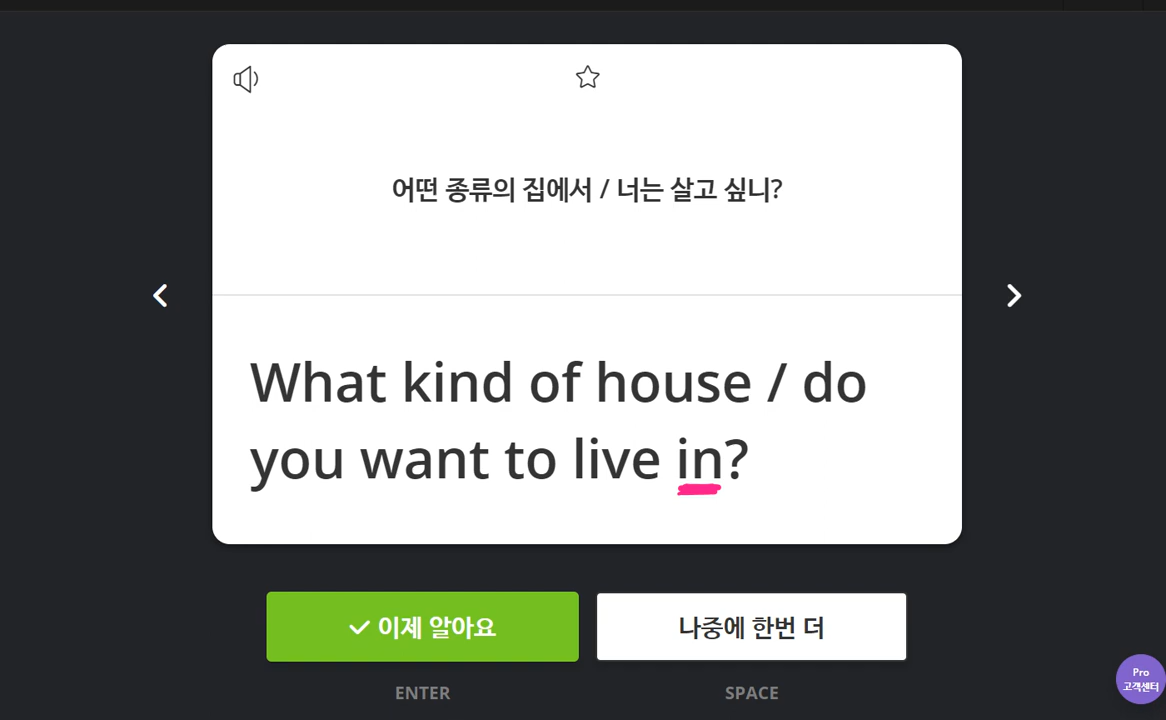 어떤 종류의 집에서 / 너는 살고 싶니?
What kind of house / do
you want to live in?
이제 알아요
나중에 한번 더
ENTER
SPACE
Pro
고객센터